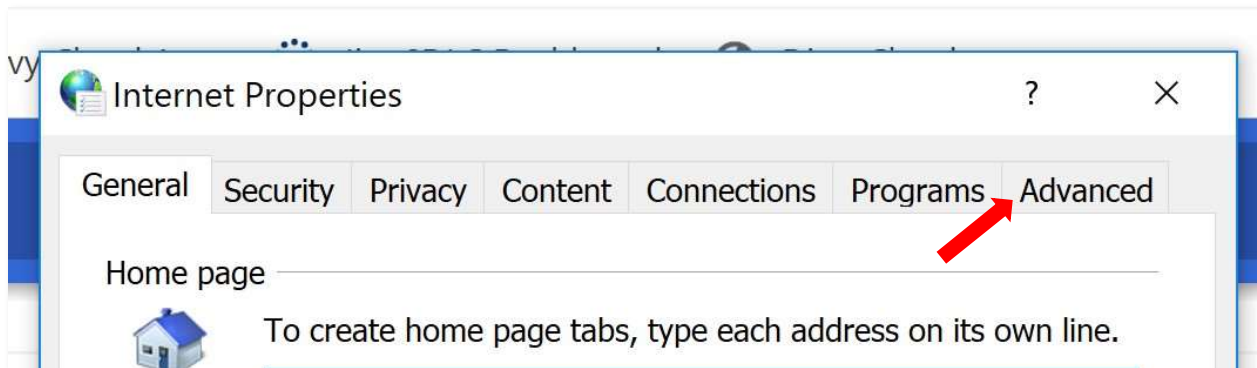 vy
Internet Properties
?
General Security Privacy Content Connections Programs Advanced
Home page
To create home page tabs, type each address on its own line.